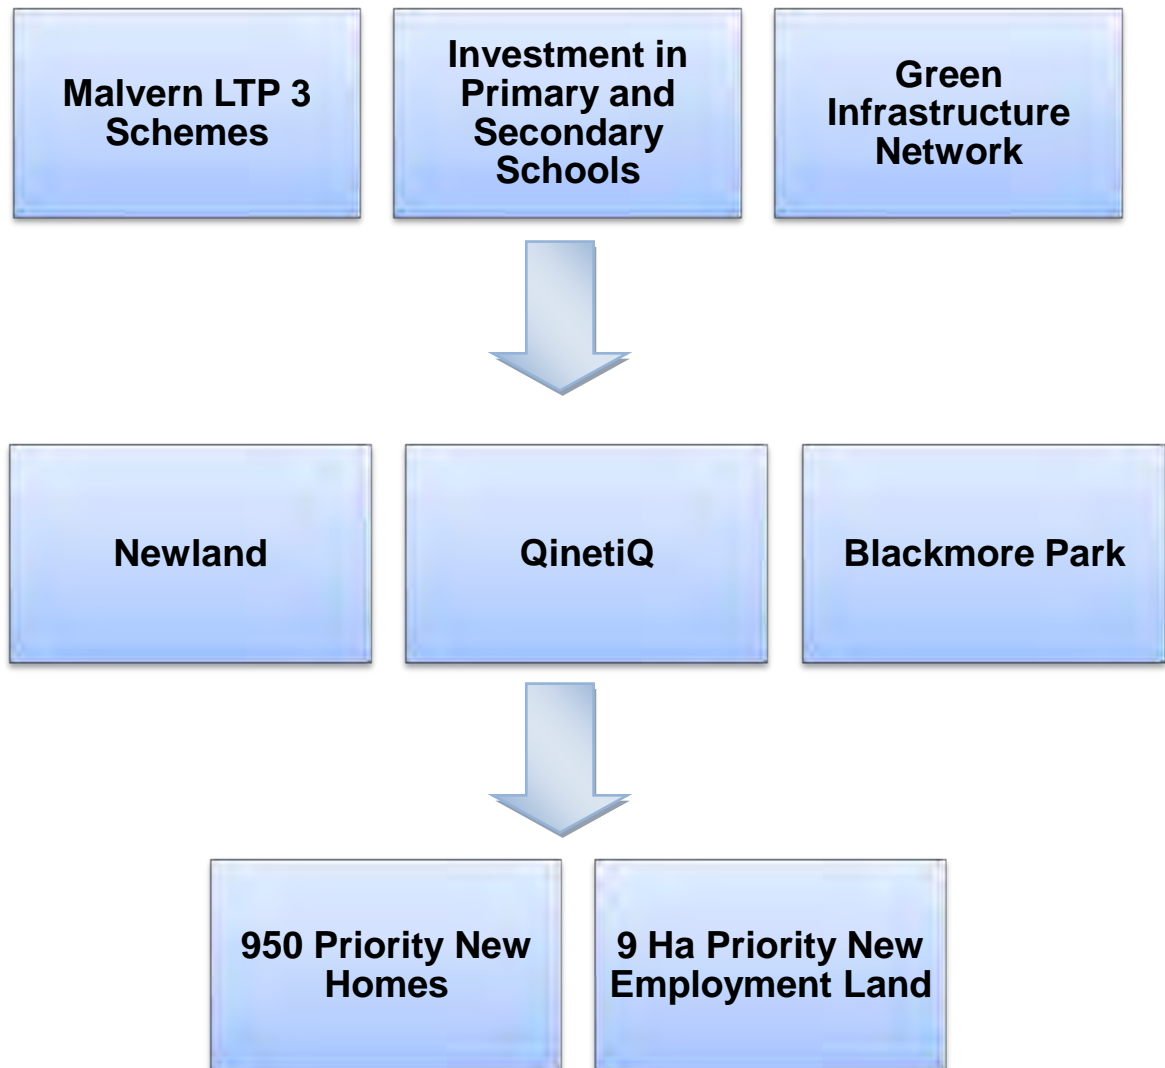 Malvern LTP 3
Schemes
Investment in
Primary and
Secondary
Schools
Green
Infrastructure
Network
Newland
QinetiQ
Blackmore Park
950 Priority New
Homes
9 Ha Priority New
Employment Land